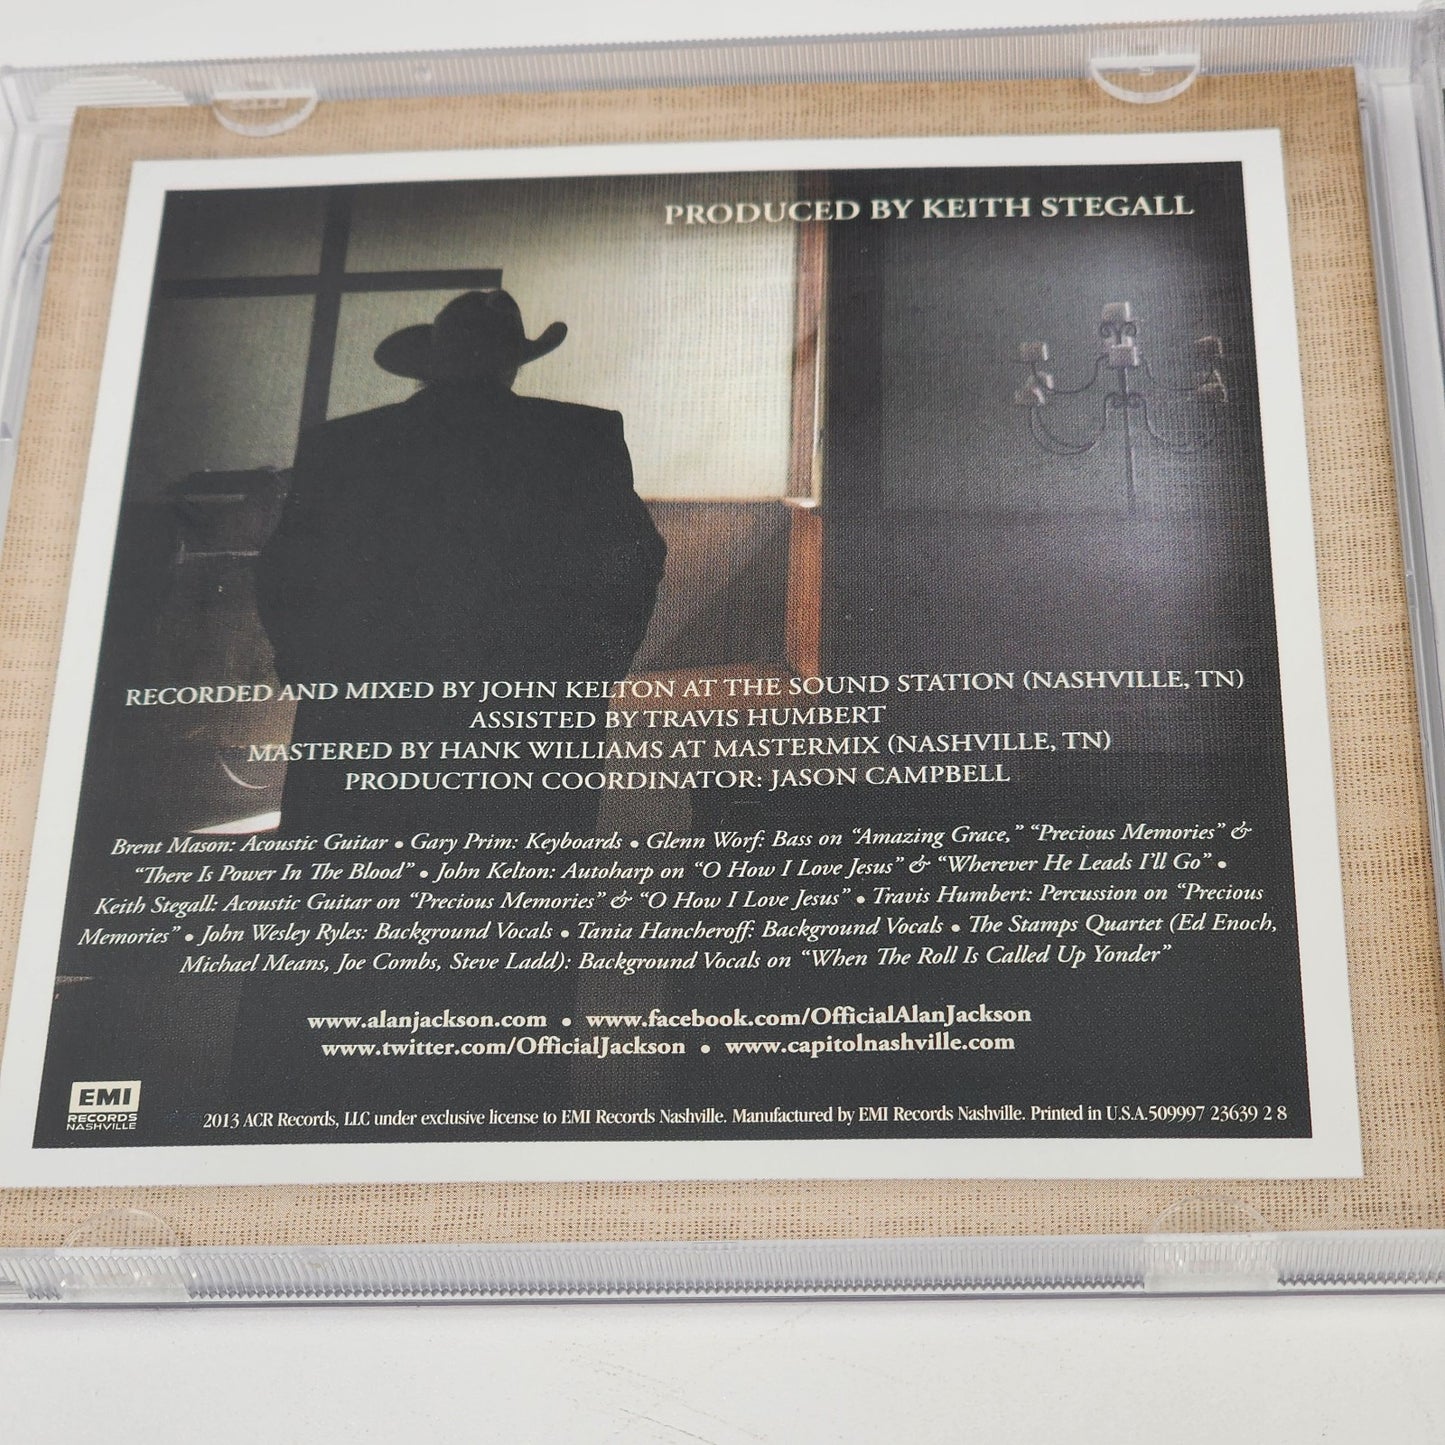 PRODUCED BY KEITH STEGALL
RECORDED AND MIXED BY JOHN KELTON AT THE SOUND STATION (NASHVILLE, TN)
ASSISTED BY TRAVIS HUMBERT
MASTERED BY HANK WILLIAMS AT MASTERMIX (NASHVILLE, TN)
PRODUCTION COORDINATOR: JASON CAMPBELL
Brent Mason: Acoustic Guitar • Gary Prim: Keyboards • Glenn Worf: Bass on “Amazing Grace,” “Precious Memories” &
“There Is Power In The Blood” • John Kelton: Autoharp on “O How I Love Jesus” & “Wherever He Leads I’ll Go” •
Keith Stegall: Acoustic Guitar on “Precious Memories” & “O How I Love Jesus” • Travis Humbert: Percussion on “Precious
Memories” • John Wesley Ryles: Background Vocals • Tania Hancheroff: Background Vocals • The Stamps Quartet (Ed Enoch,
Michael Means, Joe Combs, Steve Ladd): Background Vocals on “When The Roll Is Called Up Yonder”
www.alanjackson.com • www.facebook.com/OfficialAlanJackson
www.twitter.com/OfficialJackson • www.capitolnashville.com
EMI
RECORDS
NASHVILLE
2013 ACR Records, LLC under exclusive license to EMI Records Nashville. Manufactured by EMI Records Nashville. Printed in U.S.A.509997 23639 2 8